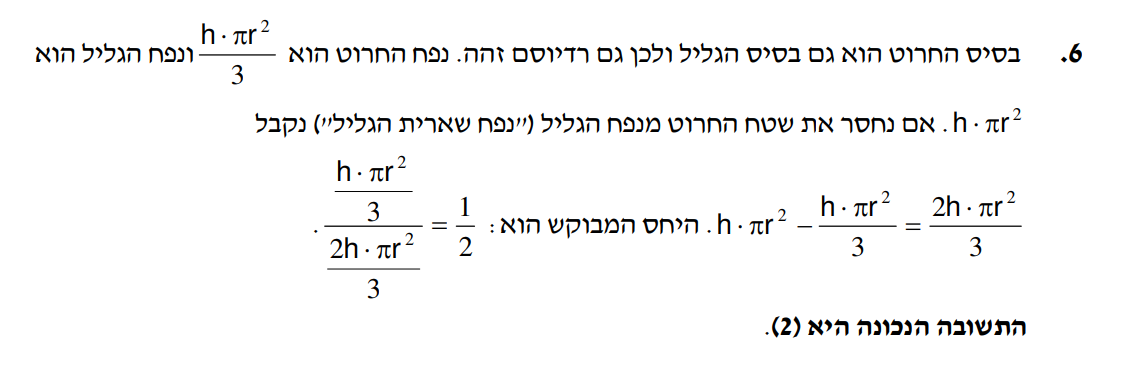 6. בסיס החרוט הוא גם בסיס הגליל ולכן גם רדיוסם זהה. נפח החרוט הוא $\frac{h \cdot \pi r^2}{3}$ ונפח הגליל הוא
$h \cdot \pi r^2$. אם נחסר את שטח החרוט מנפח הגליל ("נפח שארית הגליל") נקבל
$h \cdot \pi r^2 - \frac{h \cdot \pi r^2}{3} = \frac{2h \cdot \pi r^2}{3}$. היחס המבוקש הוא: $\frac{\frac{h \cdot \pi r^2}{3}}{\frac{2h \cdot \pi r^2}{3}} = \frac{1}{2}$.
התשובה הנכונה היא (2).